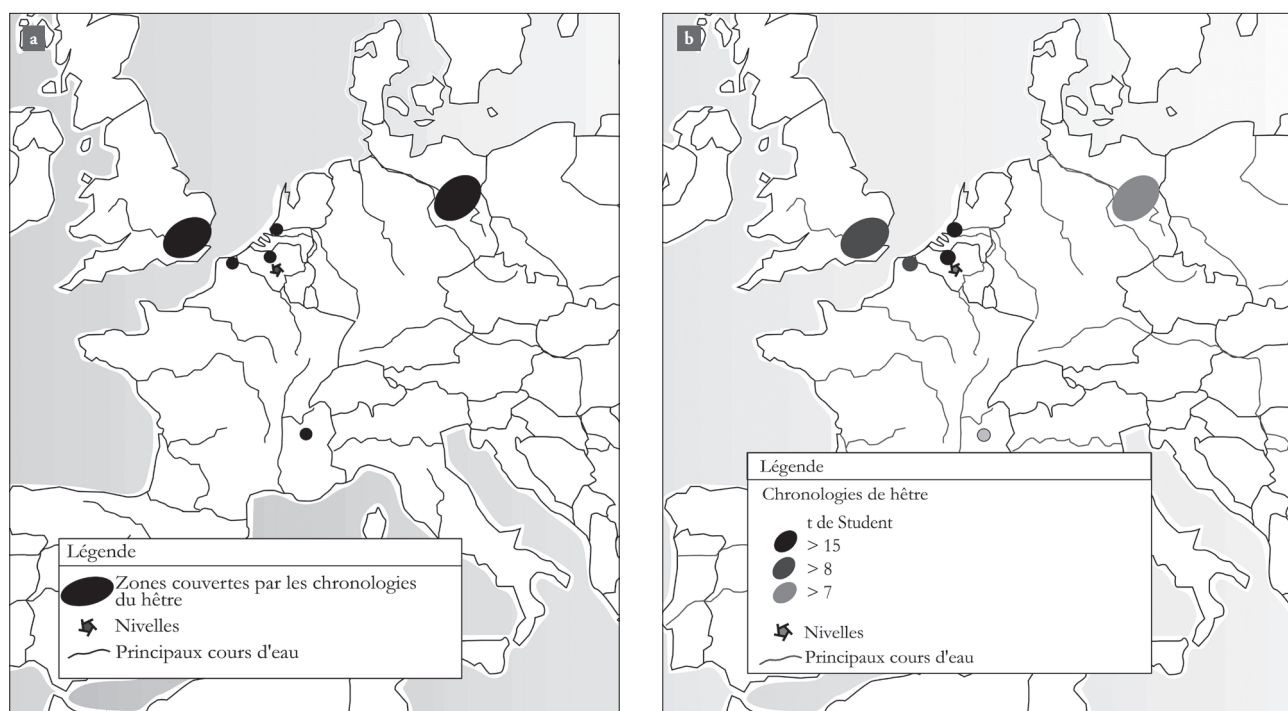 a
Légende
Zones couvertes par les chronologies
du hêtre
Nivelles
Principaux cours d'eau
b
Légende
Chronologies de hêtre
t de Student
> 15
> 8
> 7
Nivelles
Principaux cours d'eau